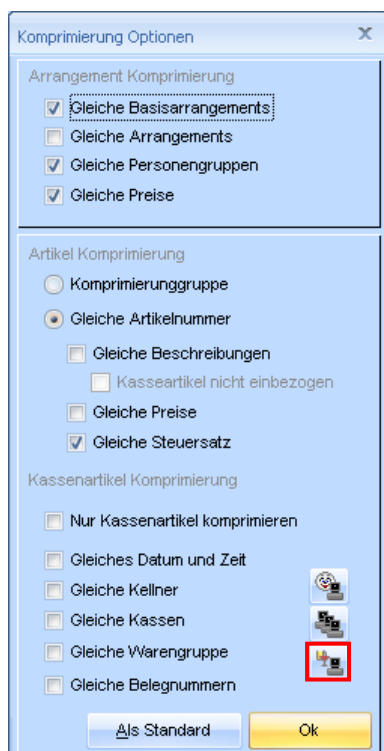 Komprimierung Optionen
Arrangement Komprimierung
Gleiche Basisarrangements
Gleiche Arrangements
Gleiche Personengruppen
Gleiche Preise
Artikel Komprimierung
Komprimierunggruppe
Gleiche Artikelnummer
Gleiche Beschreibungen
Kasseartikel nicht einbezogen
Gleiche Preise
Gleiche Steuersatz
Kassenartikel Komprimierung
Nur Kassenartikel komprimieren
Gleiches Datum und Zeit
Gleiche Kellner
Gleiche Kassen
Gleiche Warengruppe
Gleiche Belegnummern
Als Standard Ok